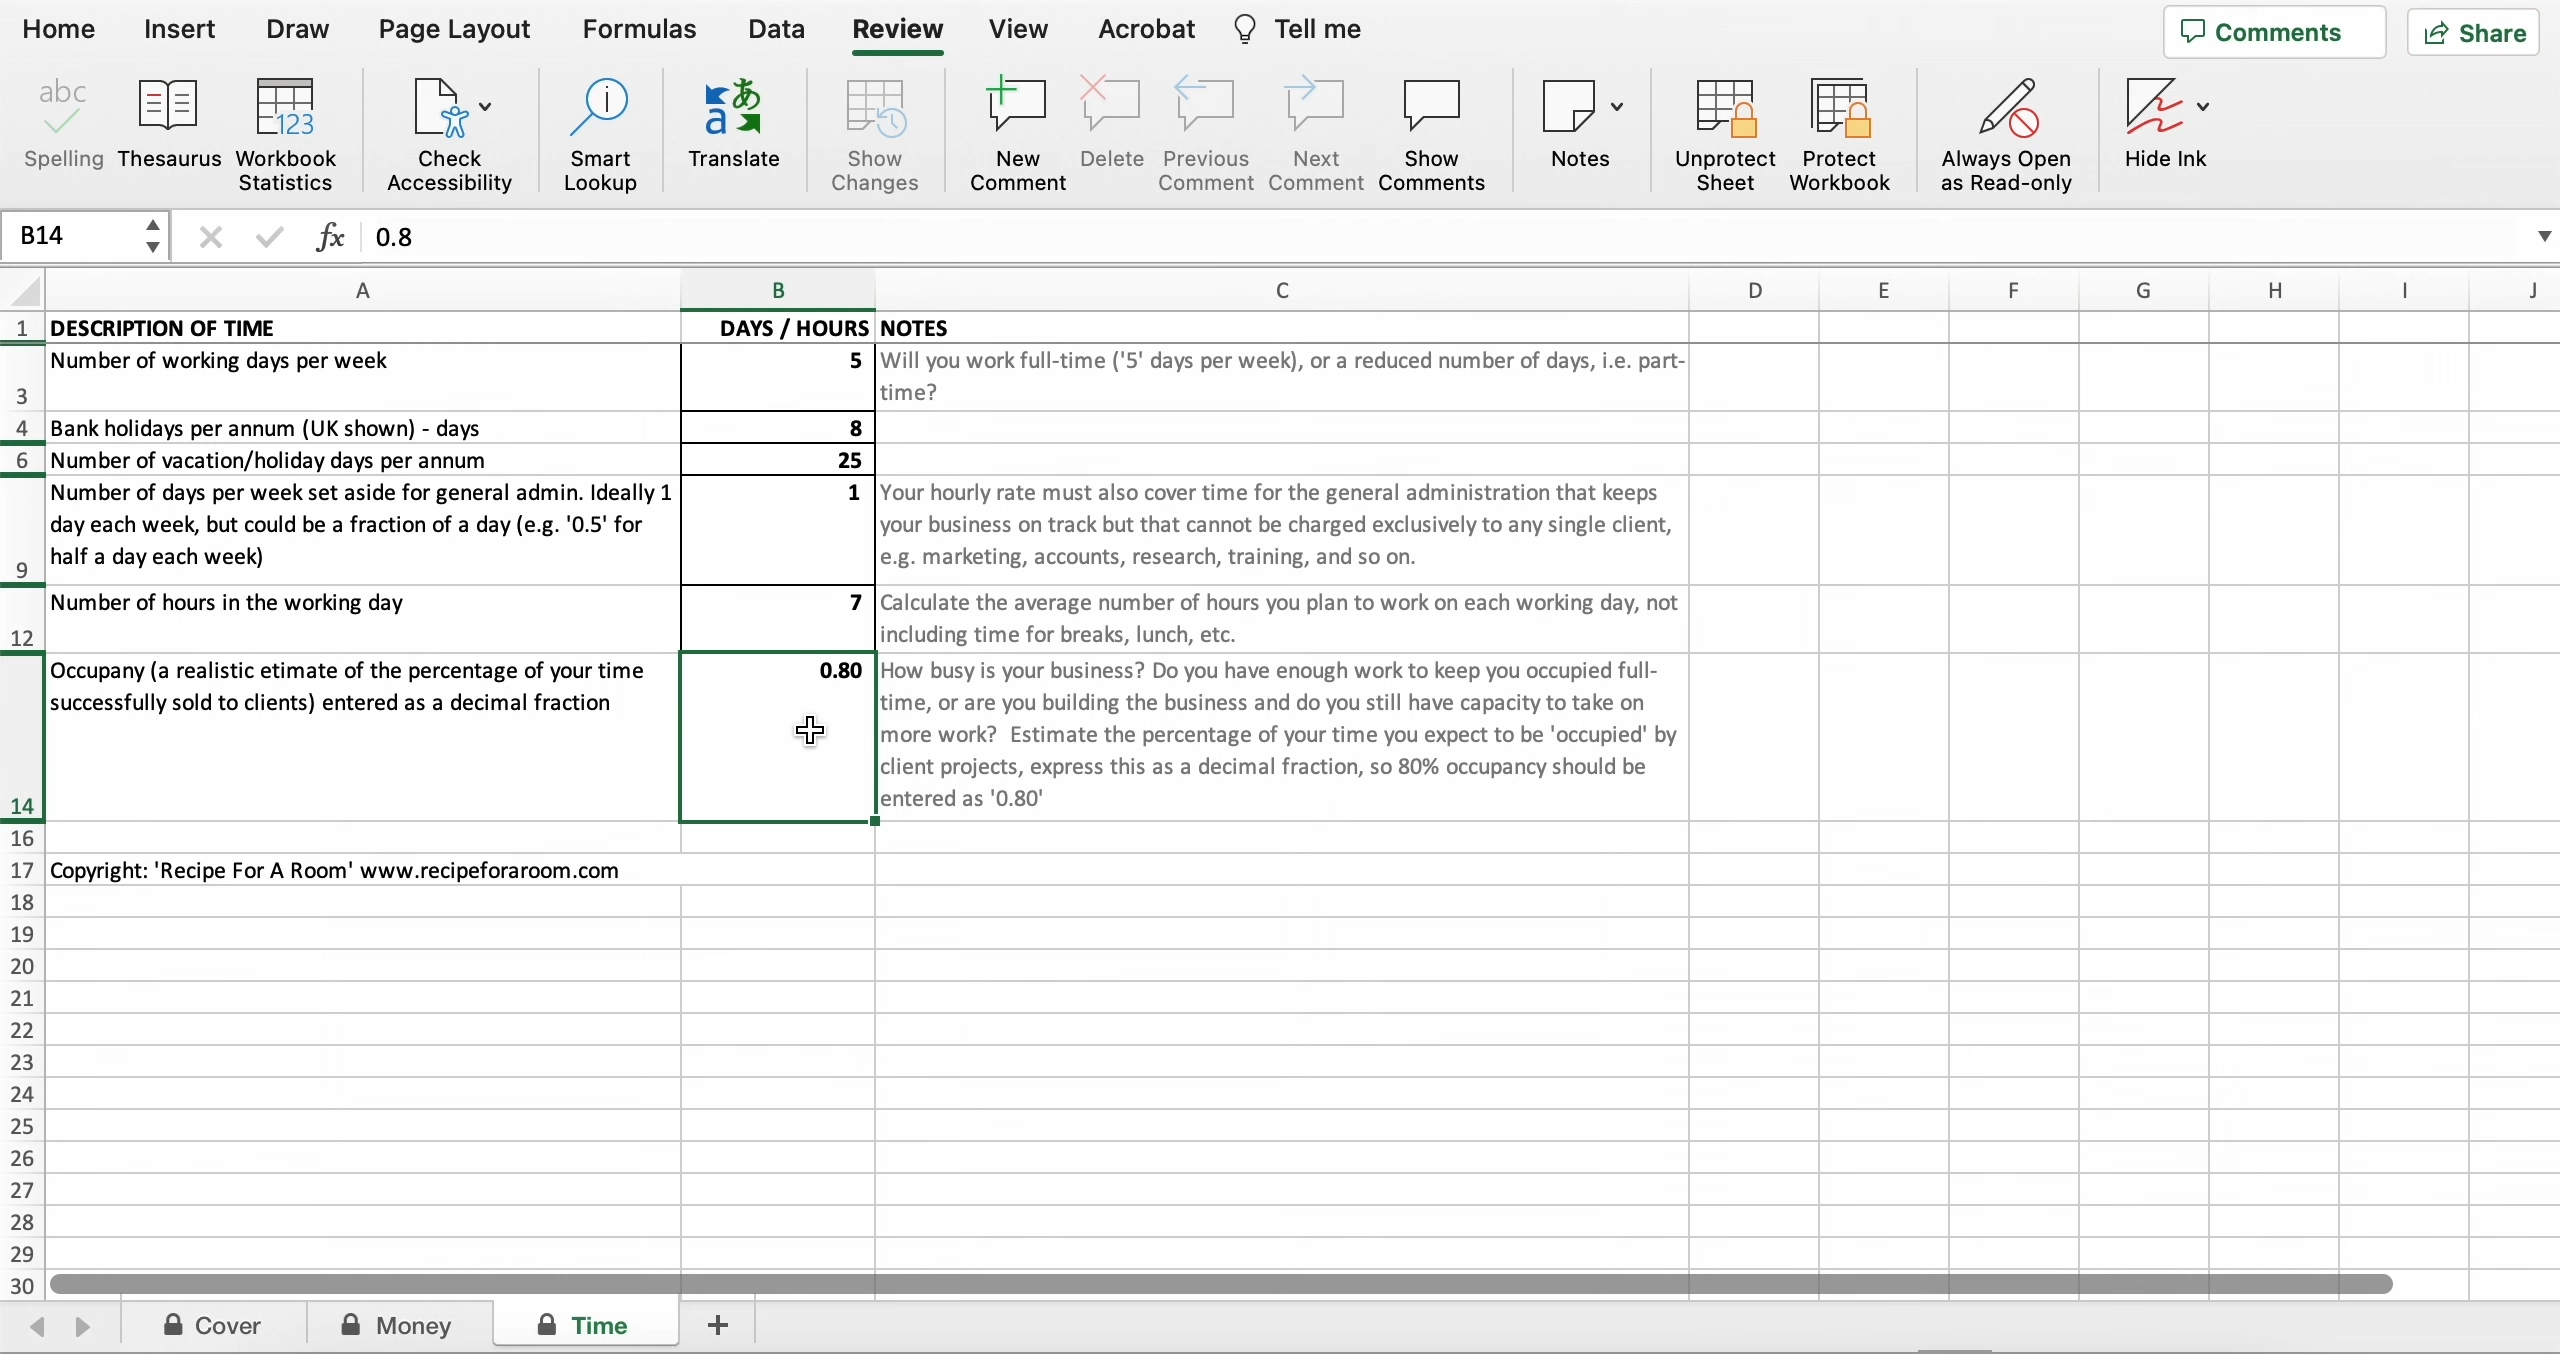 Home Insert Draw Page Layout Formulas Data Review View Acrobat Tell me Comments Share
abc
123
a あ
Spelling Thesaurus Workbook Statistics Check Accessibility Smart Lookup Translate Show Changes New Comment Delete Previous Comment Next Comment Show Comments Notes Unprotect Sheet Protect Workbook Always Open as Read-only Hide Ink
B14 fx 0.8
A B C D E F G H I J
1 DESCRIPTION OF TIME DAYS / HOURS NOTES
Number of working days per week 5 Will you work full-time ('5' days per week), or a reduced number of days, i.e. part-
3 time?
4 Bank holidays per annum (UK shown) - days 8
6 Number of vacation/holiday days per annum 25
Number of days per week set aside for general admin. Ideally 1 1 Your hourly rate must also cover time for the general administration that keeps
day each week, but could be a fraction of a day (e.g. '0.5' for your business on track but that cannot be charged exclusively to any single client,
9 half a day each week) e.g. marketing, accounts, research, training, and so on.
Number of hours in the working day 7 Calculate the average number of hours you plan to work on each working day, not
12 including time for breaks, lunch, etc.
Occupany (a realistic etimate of the percentage of your time 0.80 How busy is your business? Do you have enough work to keep you occupied full-
successfully sold to clients) entered as a decimal fraction time, or are you building the business and do you still have capacity to take on
more work?  Estimate the percentage of your time you expect to be 'occupied' by
client projects, express this as a decimal fraction, so 80% occupancy should be
14 entered as '0.80'
16
17 Copyright: 'Recipe For A Room' www.recipeforaroom.com
18
19
20
21
22
23
24
25
26
27
28
29
30
Cover Money Time +